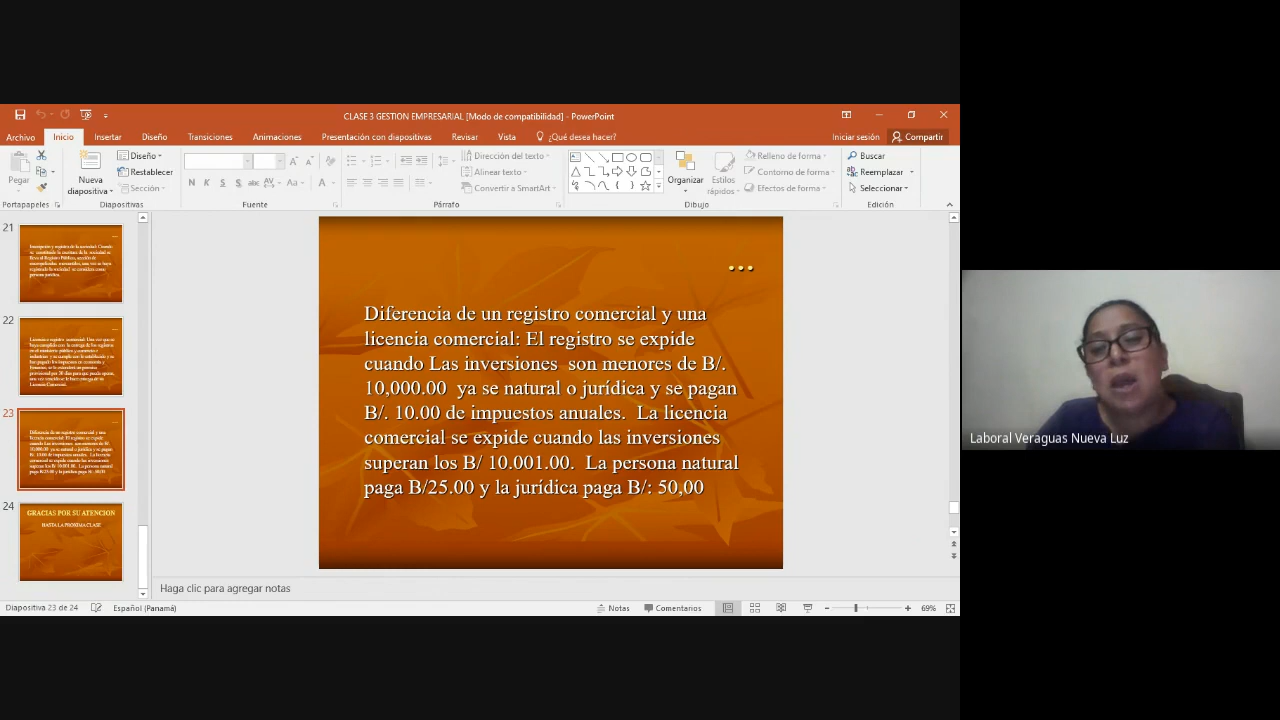 CLASE 3 GESTION EMPRESARIAL [Modo de compatibilidad] - PowerPoint
Archivo Inicio Insertar Diseño Transiciones Animaciones Presentación con diapositivas Revisar Vista ¿Qué desea hacer? Iniciar sesión Compartir
Pegar
Nueva diapositiva
Diseño
Restablecer
Sección
N K S S abc AV Aa A
Dirección del texto
Alinear texto
Convertir a SmartArt
Organizar
Estilos rápidos
Relleno de forma
Contorno de forma
Efectos de forma
Buscar
Reemplazar
Seleccionar
Portapapeles Diapositivas Fuente Párrafo Dibujo Edición
21
22
23
24
GRACIAS POR SU ATENCION
HASTA LA PROXIMA CLASE
...
Diferencia de un registro comercial y una
licencia comercial: El registro se expide
cuando Las inversiones son menores de B/.
10,000.00 ya se natural o jurídica y se pagan
B/. 10.00 de impuestos anuales. La licencia
comercial se expide cuando las inversiones
superan los B/ 10.001.00. La persona natural
paga B/25.00 y la jurídica paga B/: 50,00
Haga clic para agregar notas
Diapositiva 23 de 24 Español (Panamá) Notas Comentarios 69%
Laboral Veraguas Nueva Luz